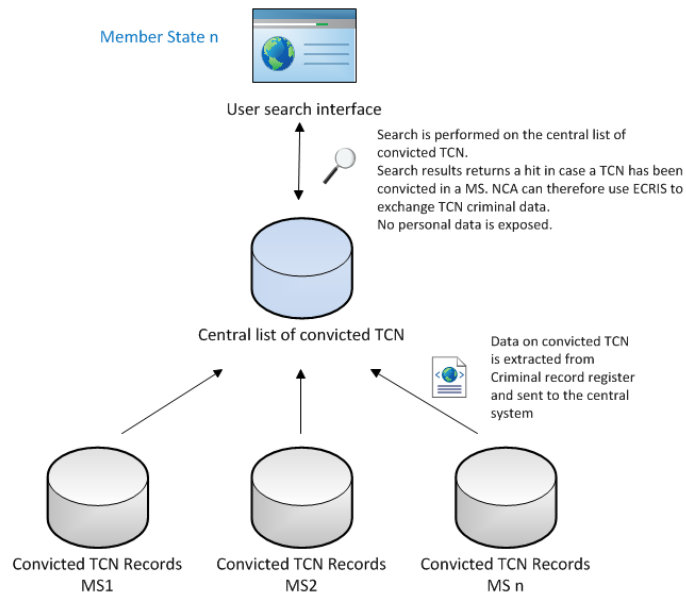 Member State n
User search interface
Search is performed on the central list of
convicted TCN.
Search results returns a hit in case a TCN has been
convicted in a MS. NCA can therefore use ECRIS to
exchange TCN criminal data.
No personal data is exposed.
Central list of convicted TCN
Data on convicted TCN
is extracted from
Criminal record register
and sent to the central
system
Convicted TCN Records
MS1
Convicted TCN Records
MS2
Convicted TCN Records
MS n